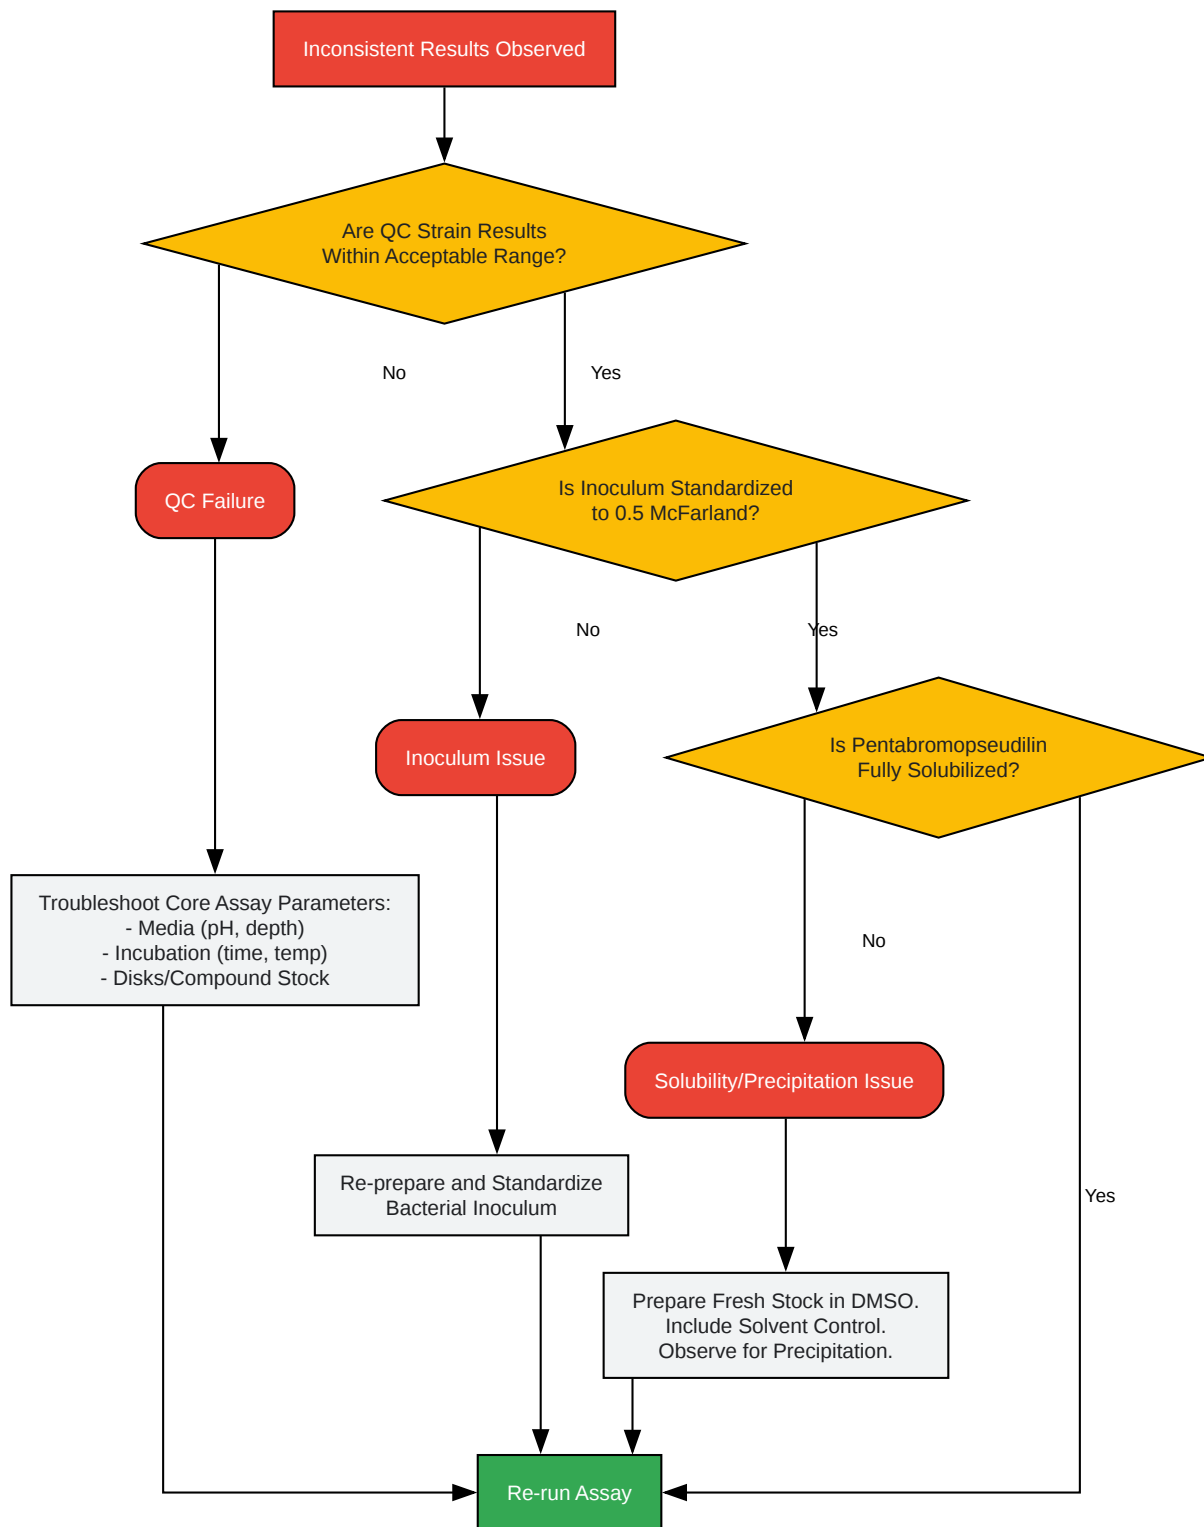 Inconsistent Results Observed
Are QC Strain Results
Within Acceptable Range?
No
Yes
QC Failure
Is Inoculum Standardized
to 0.5 McFarland?
No
Yes
Inoculum Issue
Is Pentabromopseudilin
Fully Solubilized?
Troubleshoot Core Assay Parameters:
- Media (pH, depth)
- Incubation (time, temp)
- Disks/Compound Stock
No
Solubility/Precipitation Issue
Re-prepare and Standardize
Bacterial Inoculum
Yes
Prepare Fresh Stock in DMSO.
Include Solvent Control.
Observe for Precipitation.
Re-run Assay